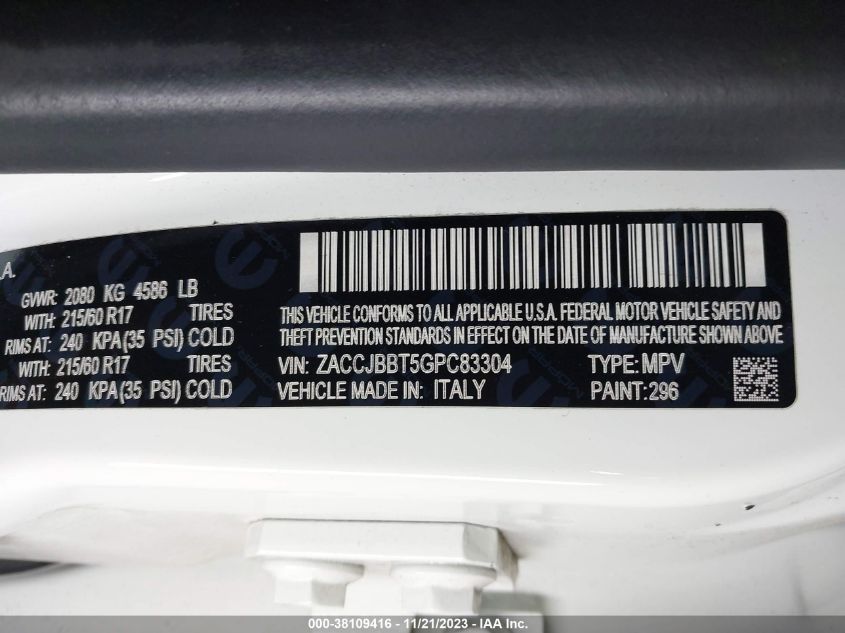 .A.
GVWR: 2080 KG 4586 LB
WITH: 215/60 R17 TIRES
RIMS AT: 240 KPA(35 PSI) COLD
WITH: 215/60 R17 TIRES
RIMS AT: 240 KPA(35 PSI) COLD
THIS VEHICLE CONFORMS TO ALL APPLICABLE U.S.A. FEDERAL MOTOR VEHICLE SAFETY AND
THEFT PREVENTION STANDARDS IN EFFECT ON THE DATE OF MANUFACTURE SHOWN ABOVE
VIN: ZACCJBBT5GPC83304 TYPE: MPV
VEHICLE MADE IN: ITALY PAINT: 296
000-38109416 - 11/21/2023 - IAA Inc.